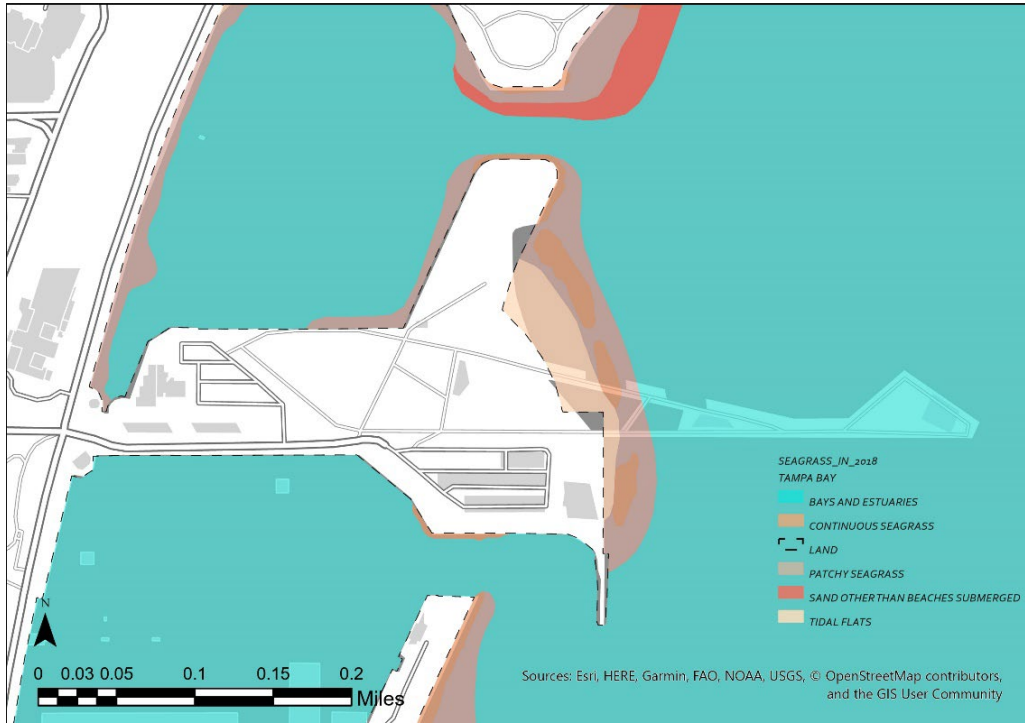 SEAGRASS_IN_2018
TAMPA BAY
BAYS AND ESTUARIES
CONTINUOUS SEAGRASS
LAND
PATCHY SEAGRASS
SAND OTHER THAN BEACHES SUBMERGED
TIDAL FLATS
N
0 0.03 0.05 0.1 0.15 0.2
Miles
Sources: Esri, HERE, Garmin, FAO, NOAA, USGS, © OpenStreetMap contributors,
and the GIS User Community